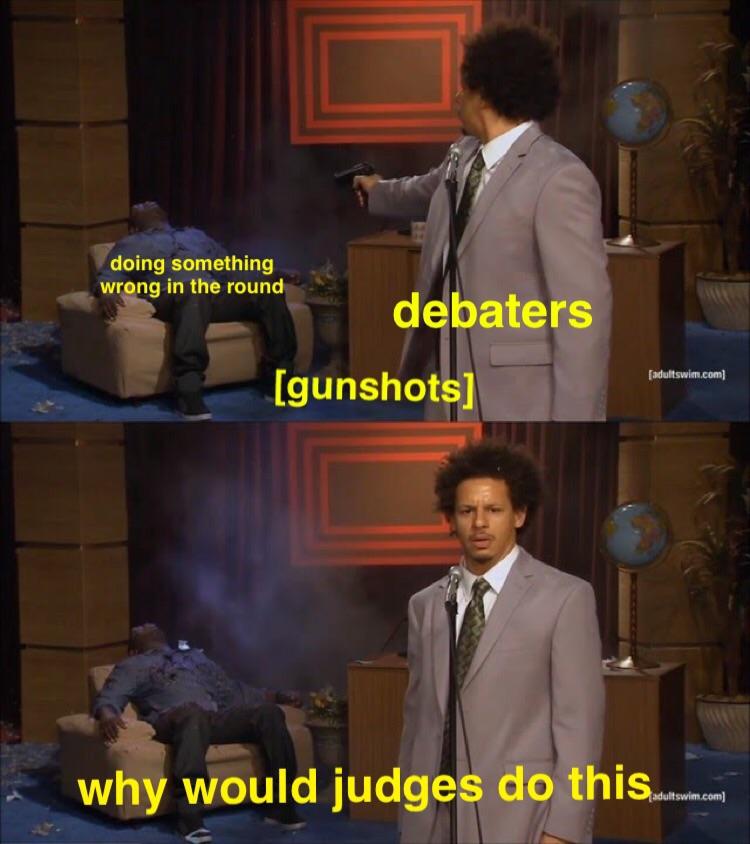 doing something
wrong in the round
debaters
[gunshots]
[adultswim.com]
why would judges do this
[adultswim.com]